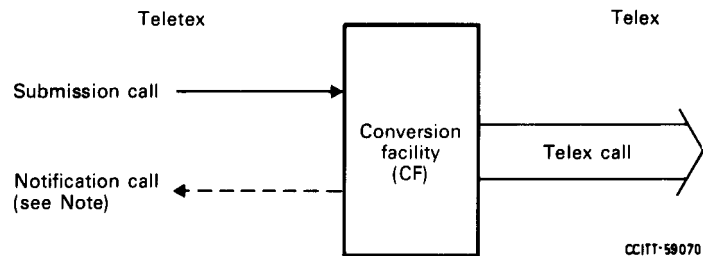 Teletex
Telex
Submission call
Conversion
facility
(CF)
Telex call
Notification call
(see Note)
CCITT-59070